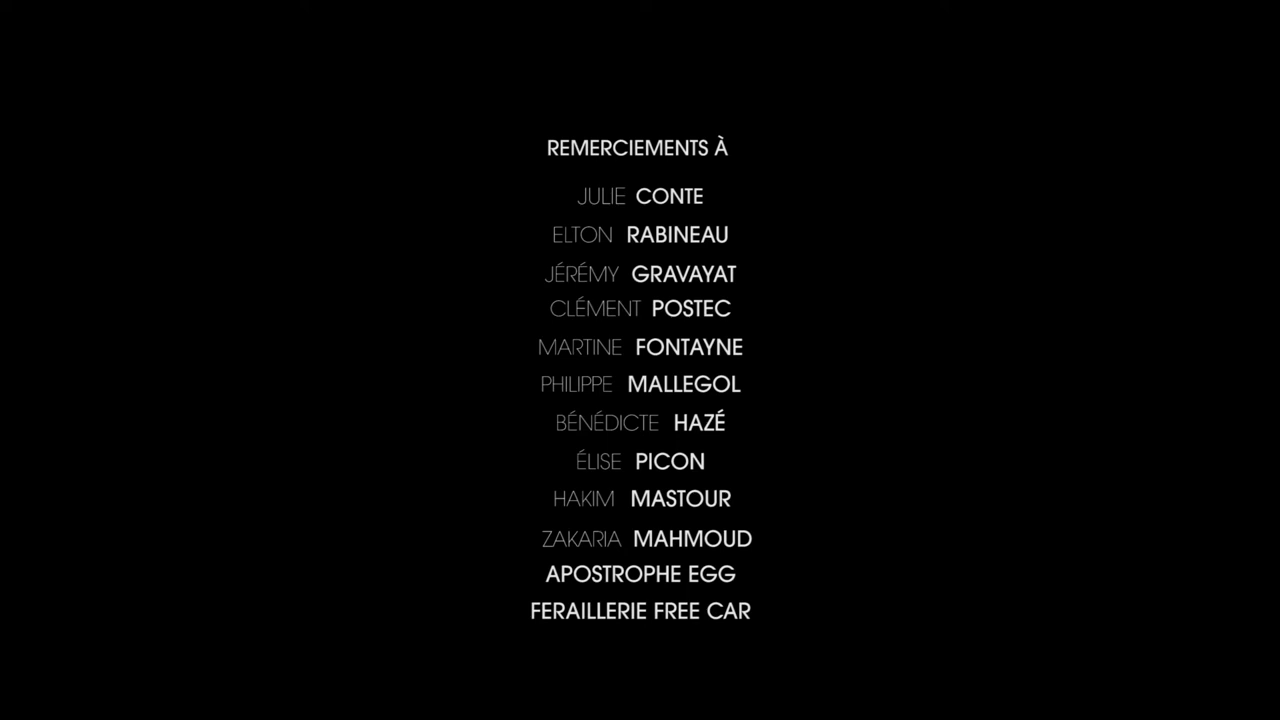 REMERCIEMENTS À
JULIE CONTE
ELTON RABINEAU
JÉRÉMY GRAVAYAT
CLÉMENT POSTEC
MARTINE FONTAYNE
PHILIPPE MALLEGOL
BÉNÉDICTE HAZÉ
ÉLISE PICON
HAKIM MASTOUR
ZAKARIA MAHMOUD
APOSTROPHE EGG
FERAILLERIE FREE CAR